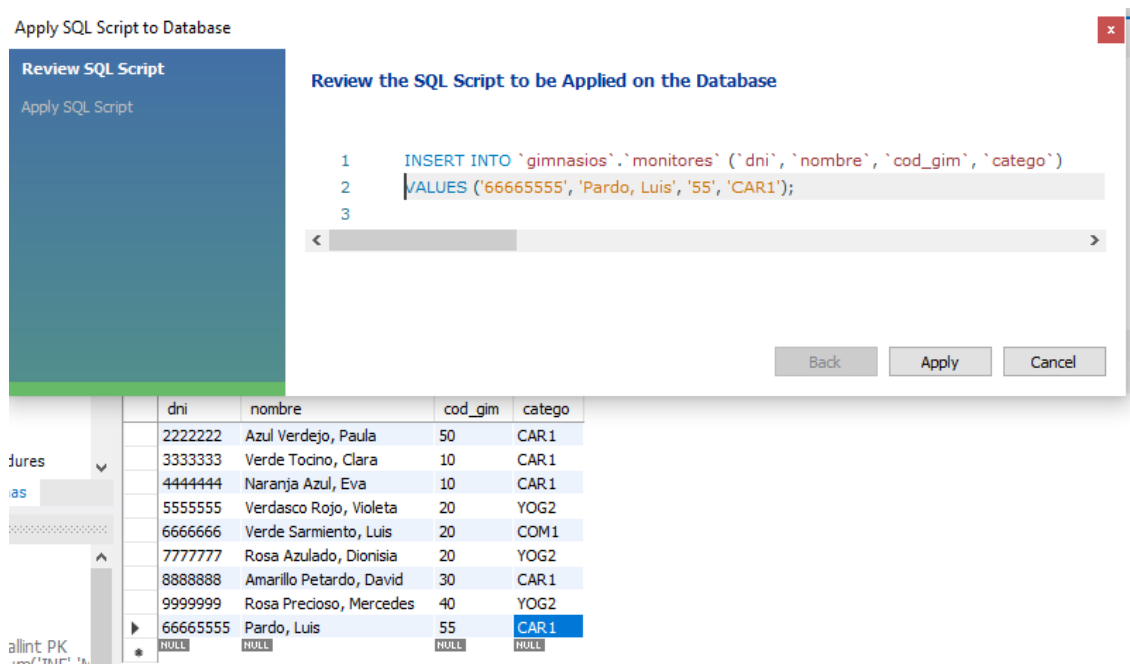 Apply SQL Script to Database
x
Review SQL Script
Apply SQL Script
Review the SQL Script to be Applied on the Database
1 INSERT INTO `gimnasios`.`monitores` (`dni`, `nombre`, `cod_gim`, `catego`)
2 VALUES ('66665555', 'Pardo, Luis', '55', 'CAR1');
3
Back Apply Cancel
dni nombre cod_gim catego
2222222 Azul Verdejo, Paula 50 CAR1
3333333 Verde Tocino, Clara 10 CAR1
4444444 Naranja Azul, Eva 10 CAR1
5555555 Verdasco Rojo, Violeta 20 YOG2
6666666 Verde Sarmiento, Luis 20 COM1
7777777 Rosa Azulado, Dionisia 20 YOG2
8888888 Amarillo Petardo, David 30 CAR1
9999999 Rosa Precioso, Mercedes 40 YOG2
66665555 Pardo, Luis 55 CAR1
NULL NULL NULL NULL
dures
as
allint PK